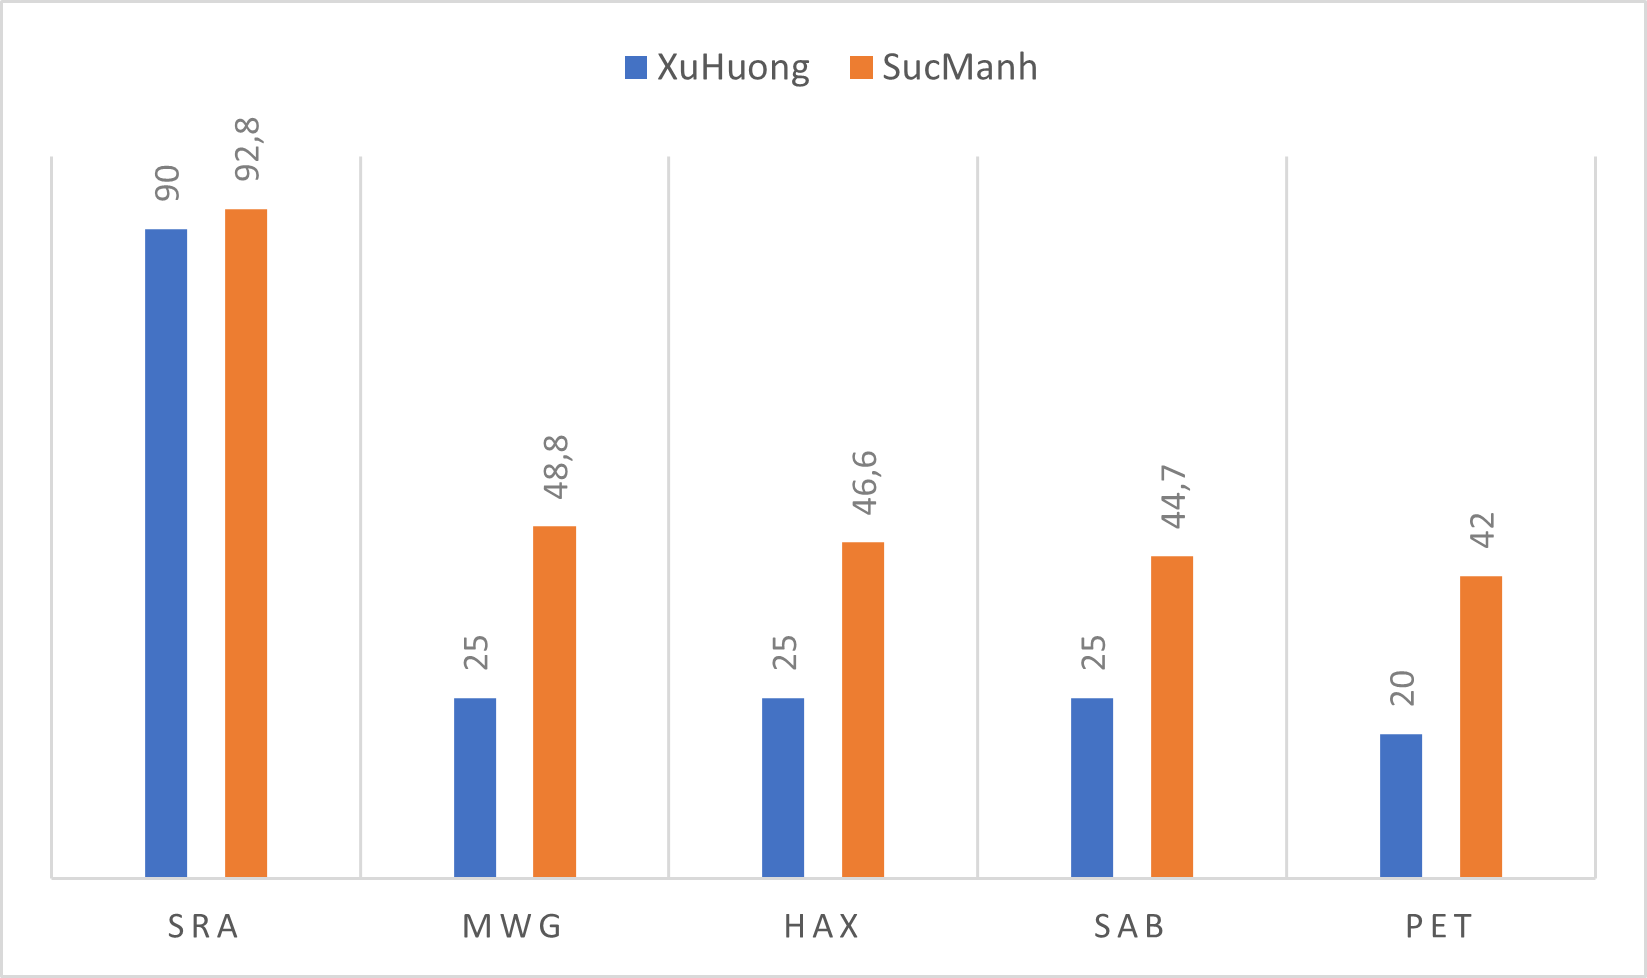 XuHuong SucManh
90 92,8 25 48,8 25 46,6 25 44,7 20 42
SRA MWG HAX SAB PET